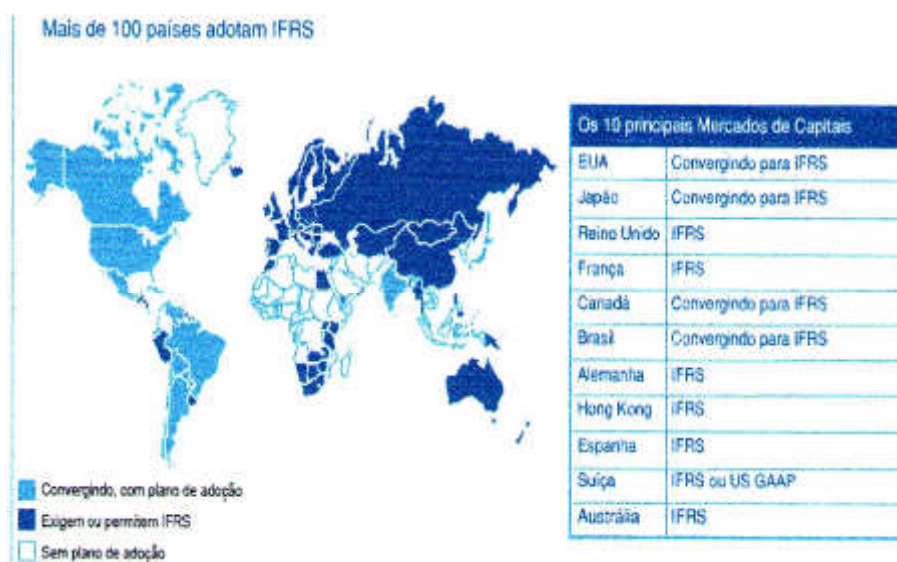 Mais de 100 países adotam IFRS
Os 10 principais Mercados de Capitais
EUA Convergindo para IFRS
Japão Convergindo para IFRS
Reino Unido IFRS
França IFRS
Canadá Convergindo para IFRS
Brasil Convergindo para IFRS
Alemanha IFRS
Hong Kong IFRS
Espanha IFRS
Suíça IFRS ou US GAAP
Austrália IFRS
Convergindo, com plano de adoção
Exigem ou permitem IFRS
Sem plano de adoção